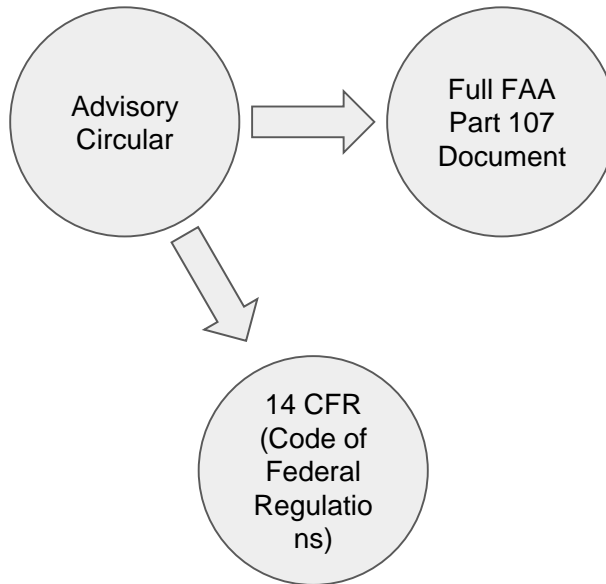 Advisory
Circular
Full FAA
Part 107
Document
14 CFR
(Code of
Federal
Regulatio
ns)